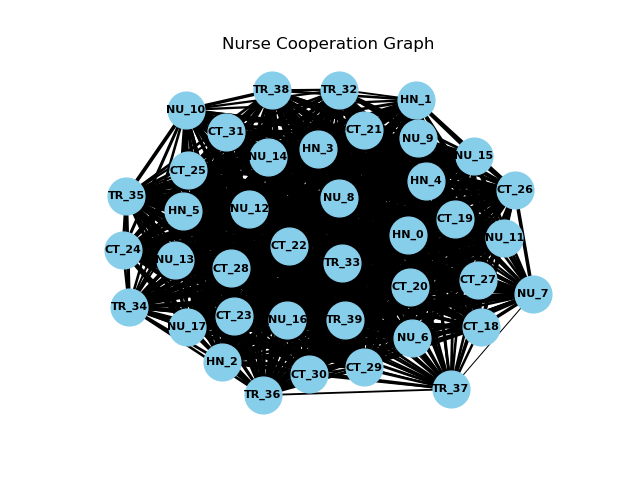 Nurse Cooperation Graph
TR_38
TR_32
HN_1
NU_10
CT_31
CT_21
NU_9
HN_3
NU_14
NU_15
CT_25
HN_4
CT_26
TR_35
NU_8
HN_5
NU_12
CT_19
HN_0
NU_11
CT_22
CT_24
NU_13
CT_28
TR_33
CT_27
CT_20
NU_7
TR_34
CT_23
NU_16
TR_39
NU_17
CT_18
NU_6
HN_2
CT_29
CT_30
TR_37
TR_36